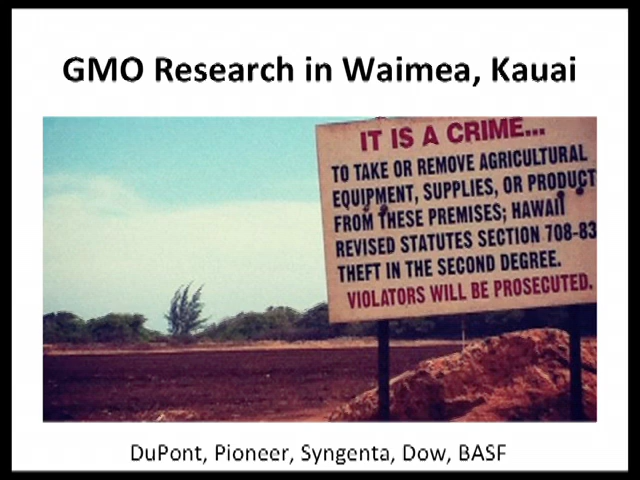 GMO Research in Waimea, Kauai
IT IS A CRIME...
TO TAKE OR REMOVE AGRICULTURAL
EQUIPMENT, SUPPLIES, OR PRODUCT
FROM THESE PREMISES; HAWAII
REVISED STATUTES SECTION 708-83
THEFT IN THE SECOND DEGREE.
VIOLATORS WILL BE PROSECUTED.
DuPont, Pioneer, Syngenta, Dow, BASF